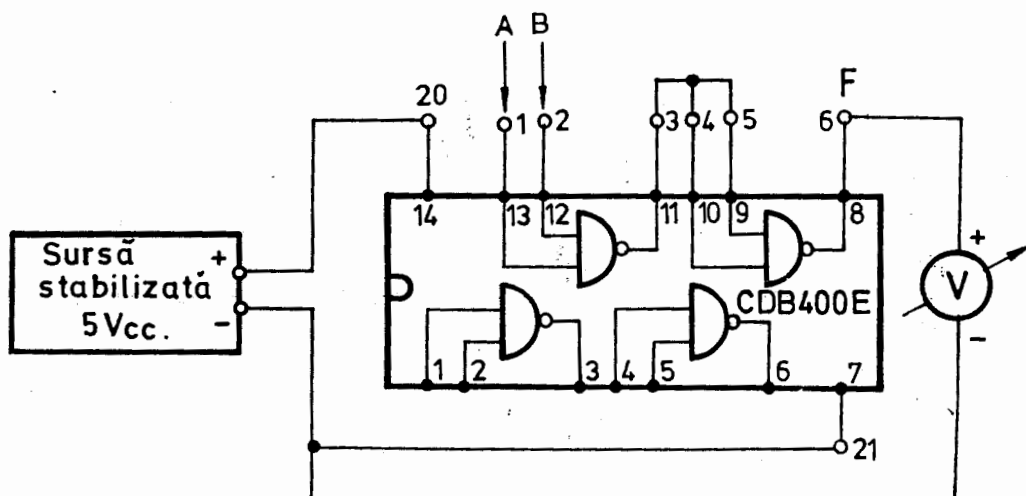 A B
20 1 2 3 4 5 6 F
14 13 12 11 10 9 8
Sursă +
stabilizată
5Vcc. -
CDB400E
V + -
1 2 3 4 5 6 7
21